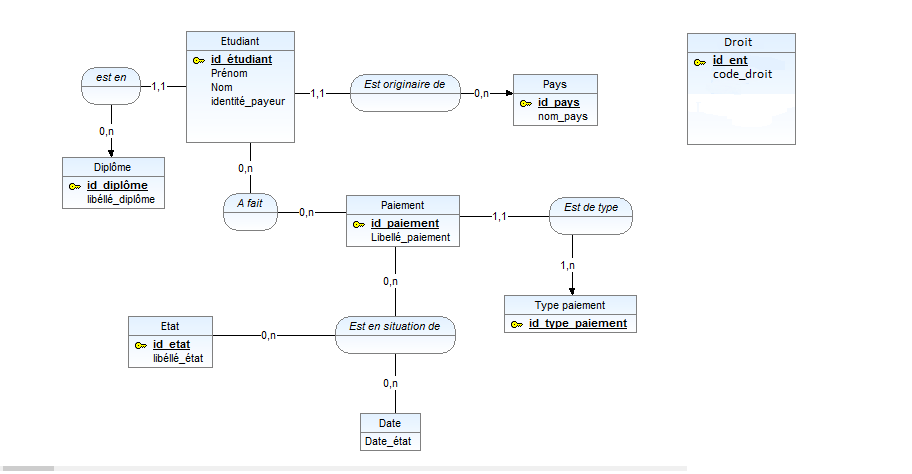 Etudiant
id_étudiant
Prénom
Nom
identité_payeur
est en
1,1
0,n
Diplôme
id_diplôme
libéllé_diplôme
1,1
Est originaire de
0,n
Pays
id_pays
nom_pays
Droit
id_ent
code_droit
0,n
A fait
0,n
Paiement
id_paiement
Libellé_paiement
1,1
Est de type
1,n
Type paiement
id_type_paiement
0,n
Est en situation de
0,n
Etat
id_etat
libéllé_état
0,n
Date
Date_état